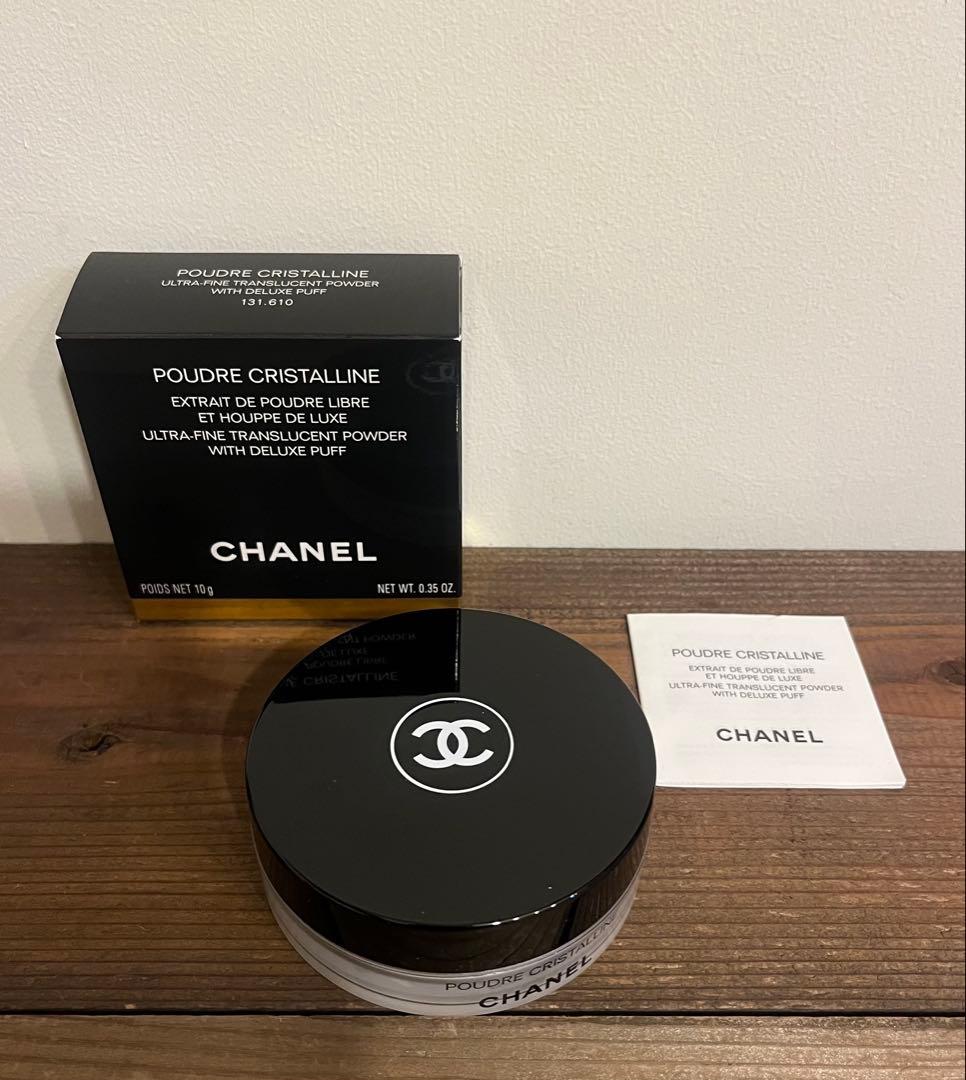 POUDRE CRISTALLINE
ULTRA-FINE TRANSLUCENT POWDER
WITH DELUXE PUFF
131.610
POUDRE CRISTALLINE
EXTRAIT DE POUDRE LIBRE
ET HOUPPE DE LUXE
ULTRA-FINE TRANSLUCENT POWDER
WITH DELUXE PUFF
CHANEL
POIDS NET 10 g
NET WT. 0.35 OZ.
POUDRE CRISTALLINE
EXTRAIT DE POUDRE LIBRE
ET HOUPPE DE LUXE
ULTRA-FINE TRANSLUCENT POWDER
WITH DELUXE PUFF
CHANEL
POUDRE CRISTALLINE
CHANEL